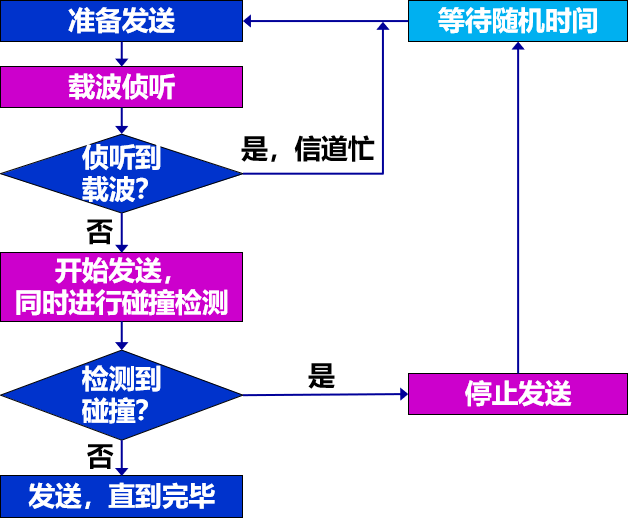 准备发送
等待随机时间
载波侦听
是，信道忙
侦听到
载波？
否
开始发送，
同时进行碰撞检测
检测到
碰撞？
是
停止发送
否
发送，直到完毕